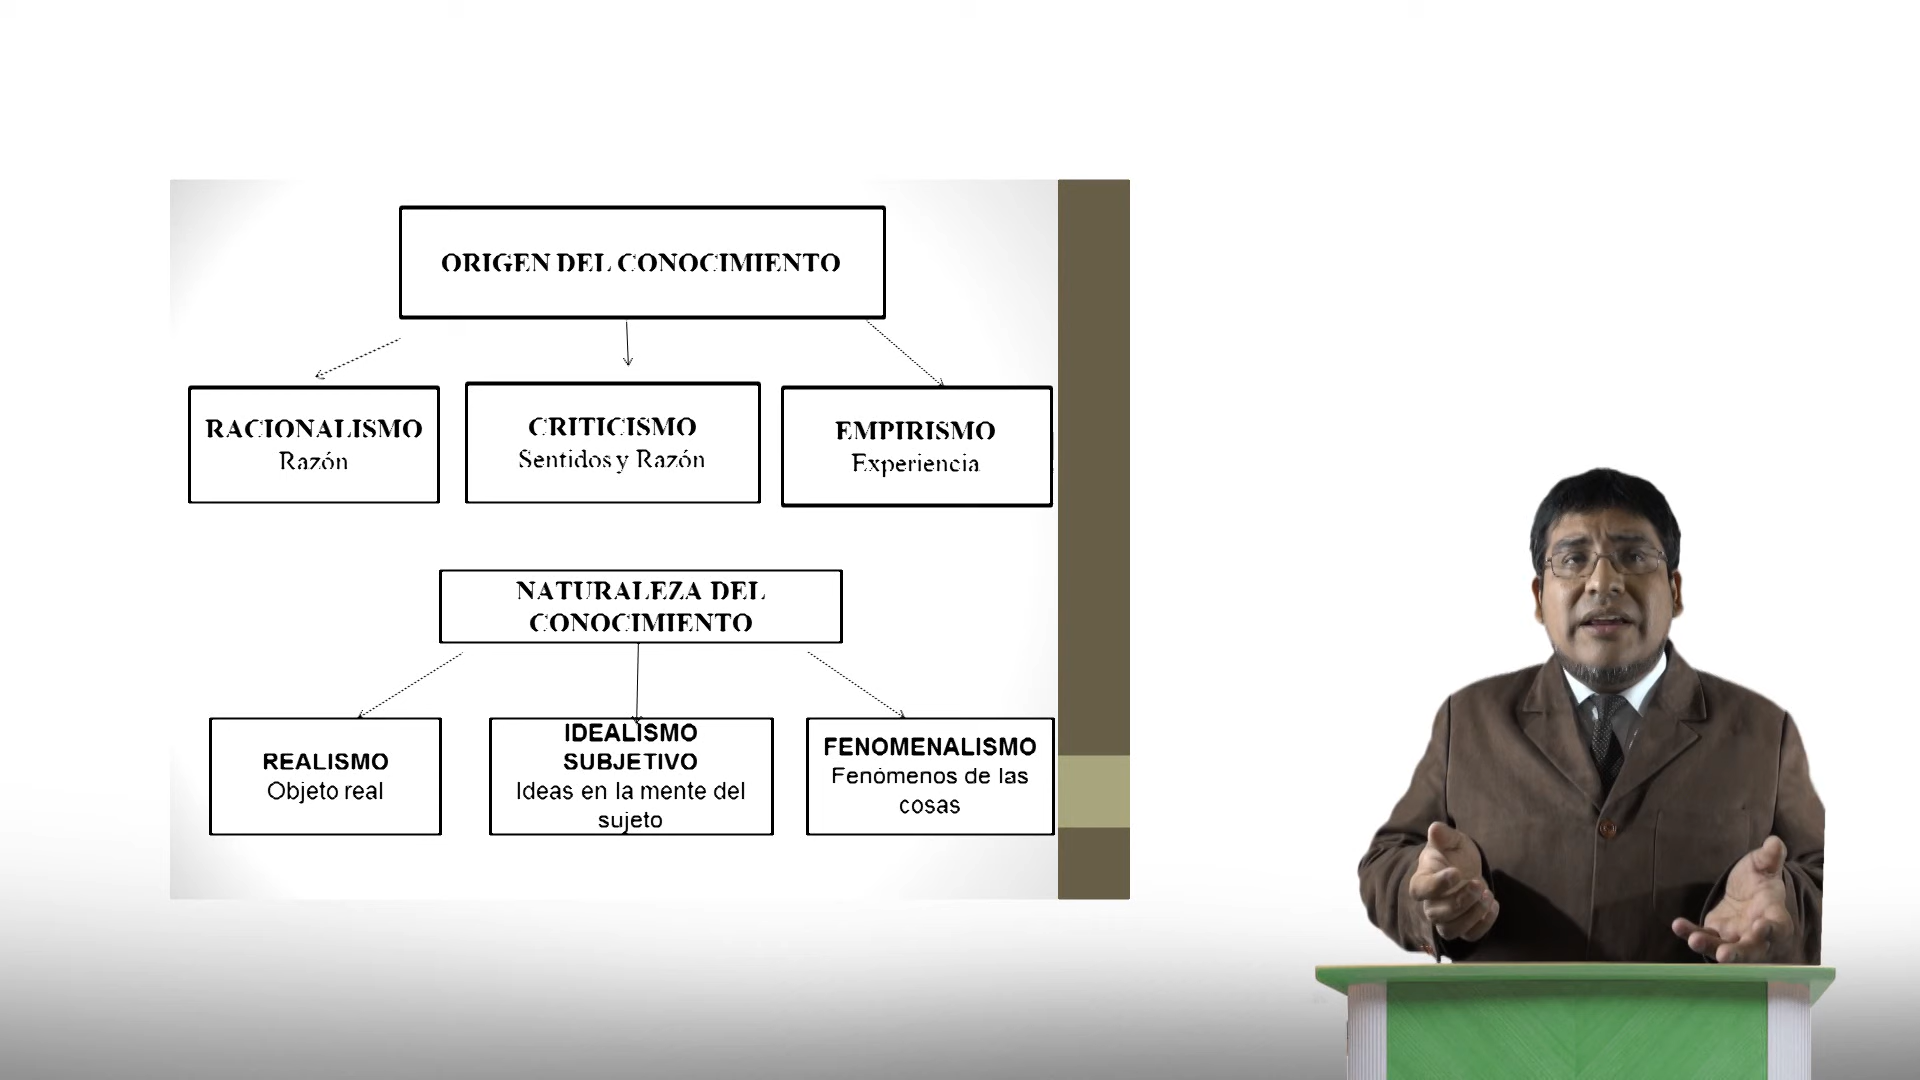 ORIGEN DEL CONOCIMIENTO
RACIONALISMO
Razón
CRITICISMO
Sentidos y Razón
EMPIRISMO
Experiencia
NATURALEZA DEL
CONOCIMIENTO
REALISMO
Objeto real
IDEALISMO
SUBJETIVO
Ideas en la mente del
sujeto
FENOMENALISMO
Fenómenos de las
cosas